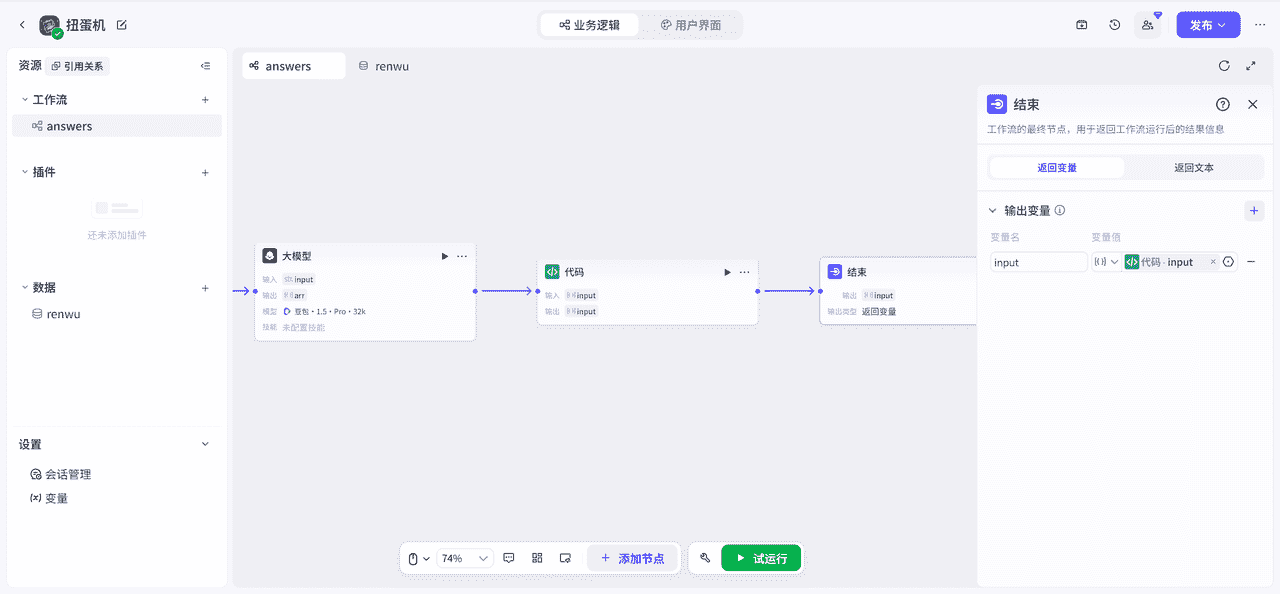 扭蛋机
业务逻辑
用户界面
发布
资源
引用关系
工作流
answers
插件
还未添加插件
数据
renwu
设置
会话管理
变量
answers
renwu
大模型
输入 input
输出 arr
模型 豆包·1.5·Pro·32k
技能 未配置技能
代码
输入 input
输出 input
结束
输出 input
输出类型 返回变量
74%
添加节点
试运行
结束
工作流的最终节点，用于返回工作流运行后的结果信息
返回变量
返回文本
输出变量
变量名
变量值
input
代码 - input